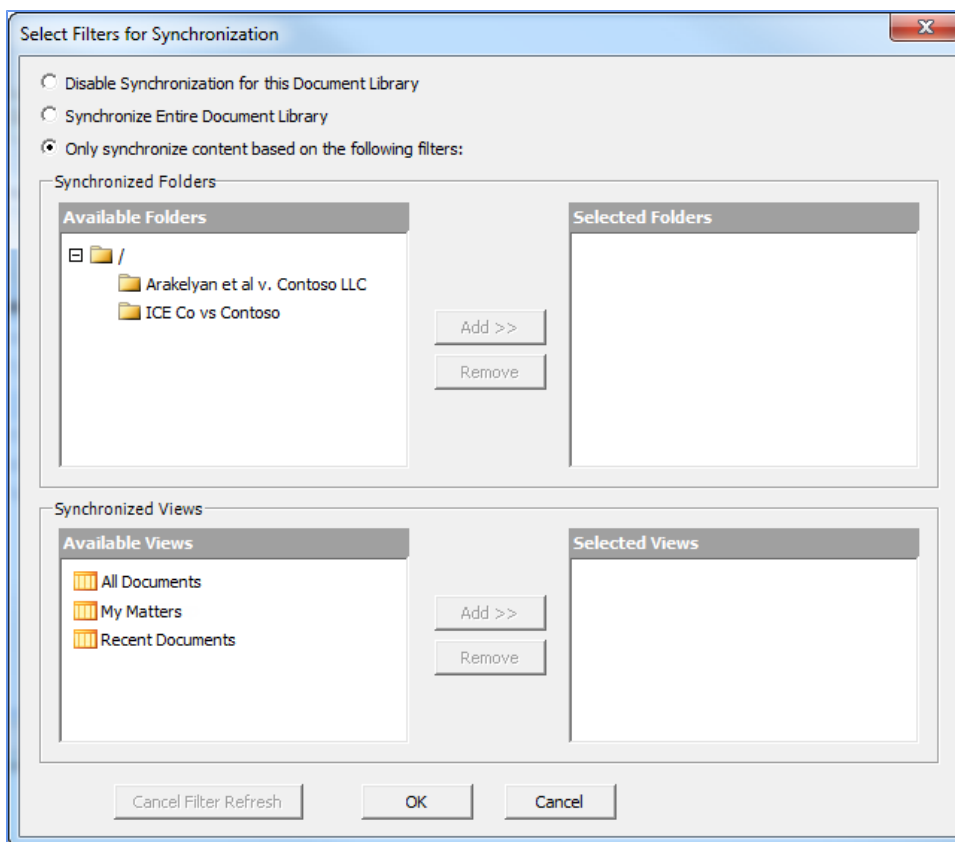 Select Filters for Synchronization
Disable Synchronization for this Document Library
Synchronize Entire Document Library
Only synchronize content based on the following filters:
Synchronized Folders
Available Folders
Selected Folders
/
Arakelyan et al v. Contoso LLC
ICE Co vs Contoso
Add >>
Remove
Synchronized Views
Available Views
Selected Views
All Documents
My Matters
Recent Documents
Add >>
Remove
Cancel Filter Refresh
OK
Cancel